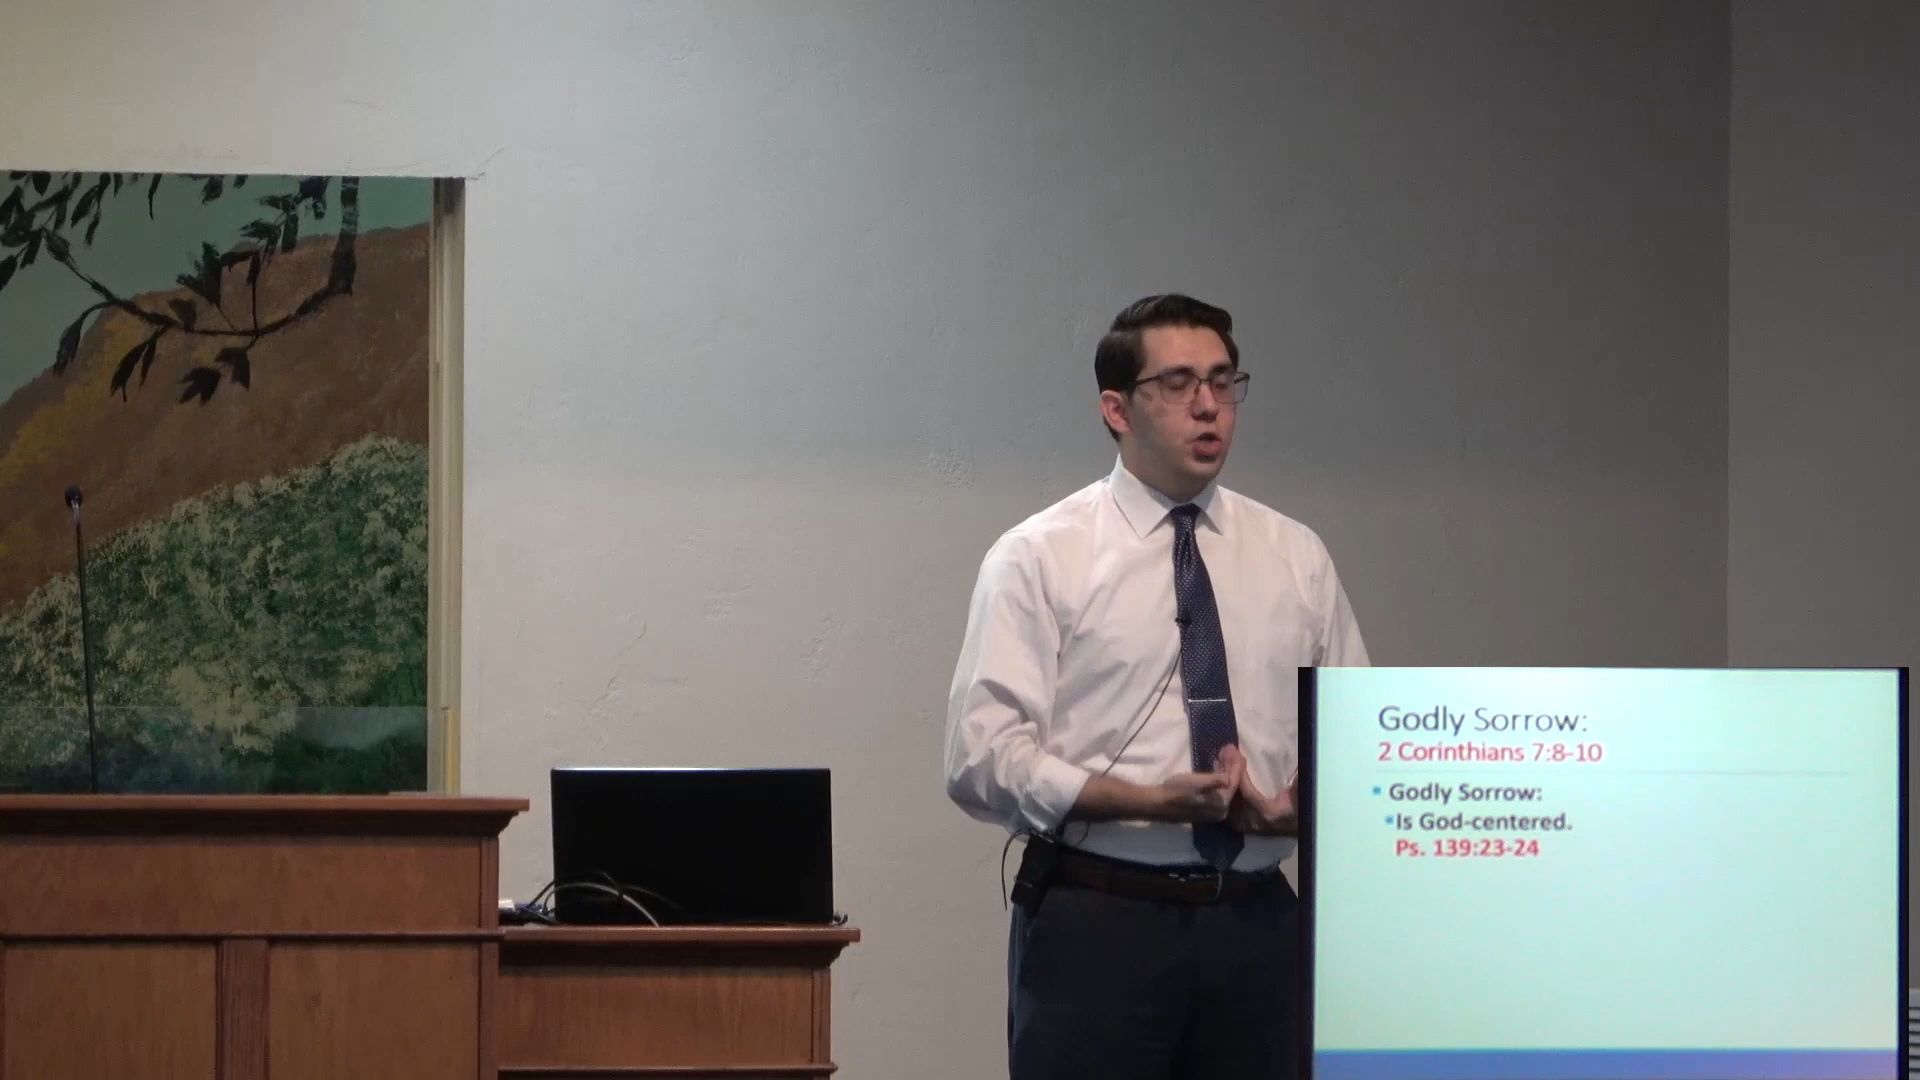 Godly Sorrow:
2 Corinthians 7:8-10
Godly Sorrow:
Is God-centered.
Ps. 139:23-24